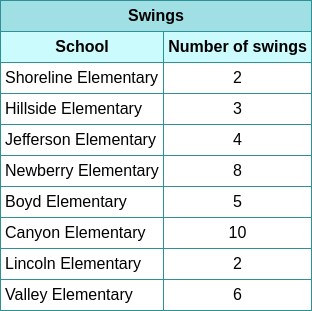 Swings
School Number of swings
Shoreline Elementary 2
Hillside Elementary 3
Jefferson Elementary 4
Newberry Elementary 8
Boyd Elementary 5
Canyon Elementary 10
Lincoln Elementary 2
Valley Elementary 6